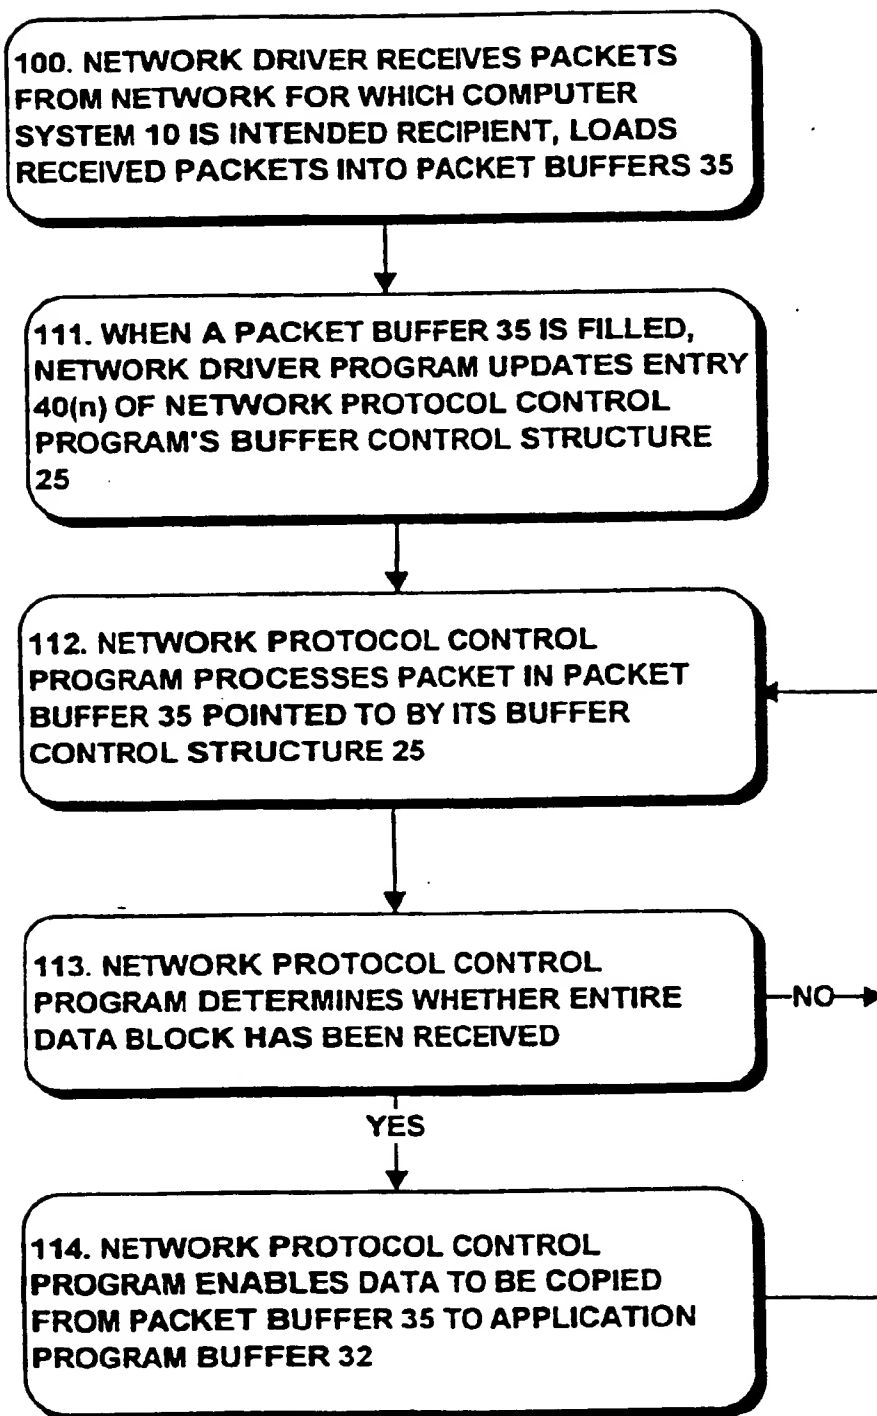 100. NETWORK DRIVER RECEIVES PACKETS
FROM NETWORK FOR WHICH COMPUTER
SYSTEM 10 IS INTENDED RECIPIENT, LOADS
RECEIVED PACKETS INTO PACKET BUFFERS 35
111. WHEN A PACKET BUFFER 35 IS FILLED,
NETWORK DRIVER PROGRAM UPDATES ENTRY
40(n) OF NETWORK PROTOCOL CONTROL
PROGRAM'S BUFFER CONTROL STRUCTURE
25
112. NETWORK PROTOCOL CONTROL
PROGRAM PROCESSES PACKET IN PACKET
BUFFER 35 POINTED TO BY ITS BUFFER
CONTROL STRUCTURE 25
113. NETWORK PROTOCOL CONTROL
PROGRAM DETERMINES WHETHER ENTIRE
DATA BLOCK HAS BEEN RECEIVED
NO
YES
114. NETWORK PROTOCOL CONTROL
PROGRAM ENABLES DATA TO BE COPIED
FROM PACKET BUFFER 35 TO APPLICATION
PROGRAM BUFFER 32